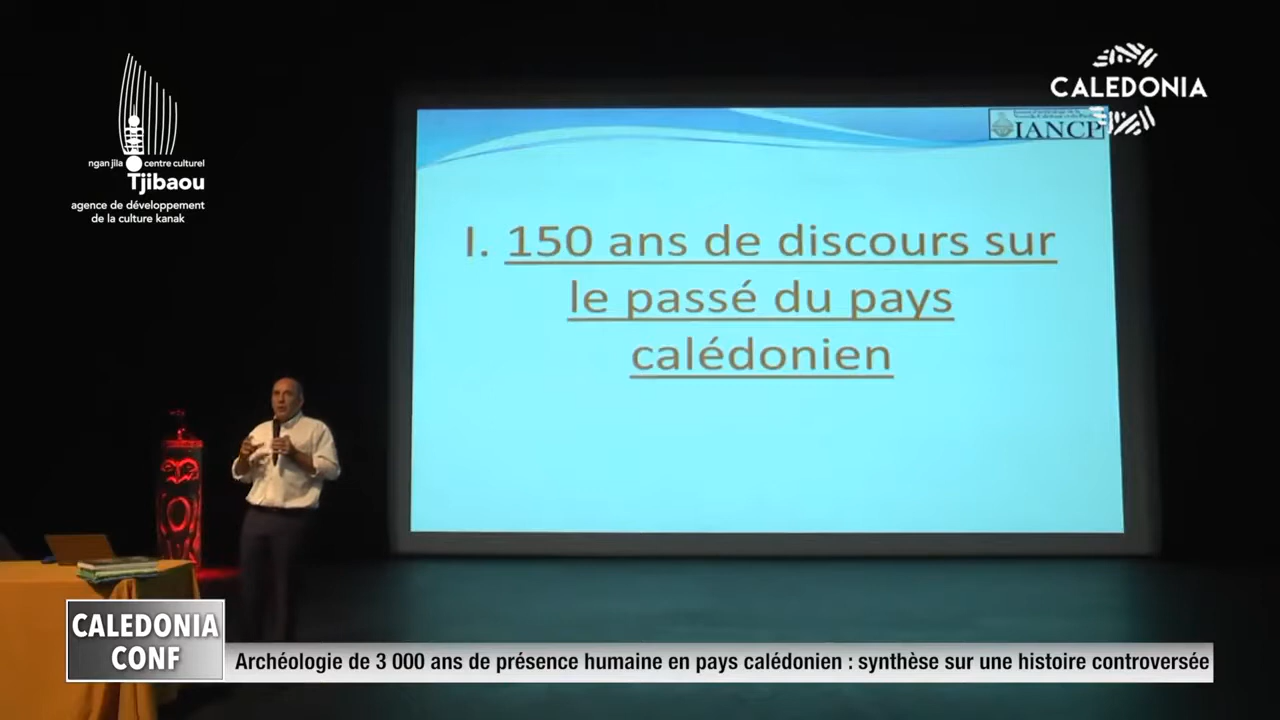 ngan jila centre culturel
Tjibaou
agence de développement
de la culture kanak
CALEDONIA
IANCP
I. 150 ans de discours sur
le passé du pays
calédonien
CALEDONIA
CONF
Archéologie de 3 000 ans de présence humaine en pays calédonien : synthèse sur une histoire controversée